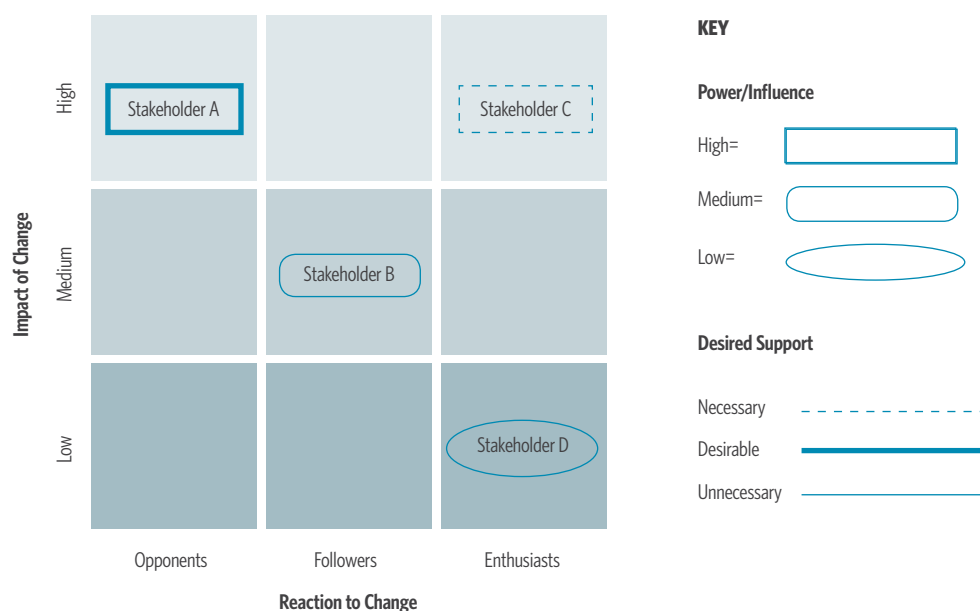 High
Medium
Low
Impact of Change
Stakeholder A
Stakeholder C
Stakeholder B
Stakeholder D
Opponents
Followers
Enthusiasts
Reaction to Change
KEY
Power/Influence
High=
Medium=
Low=
Desired Support
Necessary
Desirable
Unnecessary